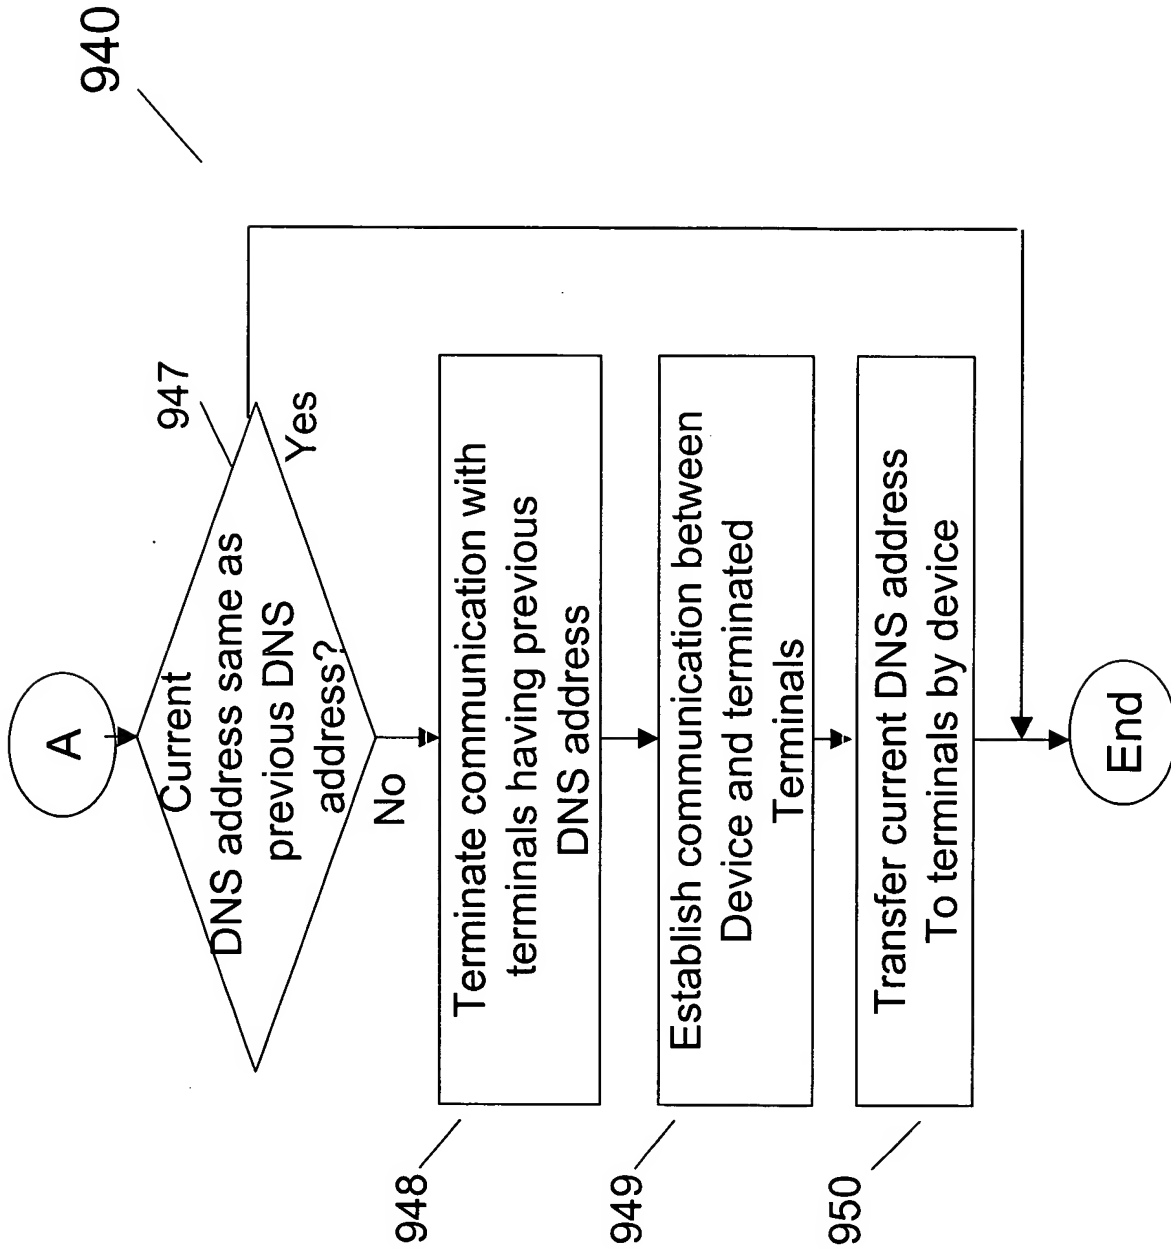 940
A
947
Current
DNS address same as
previous DNS
address?
Yes
No
948
Terminate communication with
terminals having previous
DNS address
949
Establish communication between
Device and terminated
Terminals
950
Transfer current DNS address
To terminals by device
End